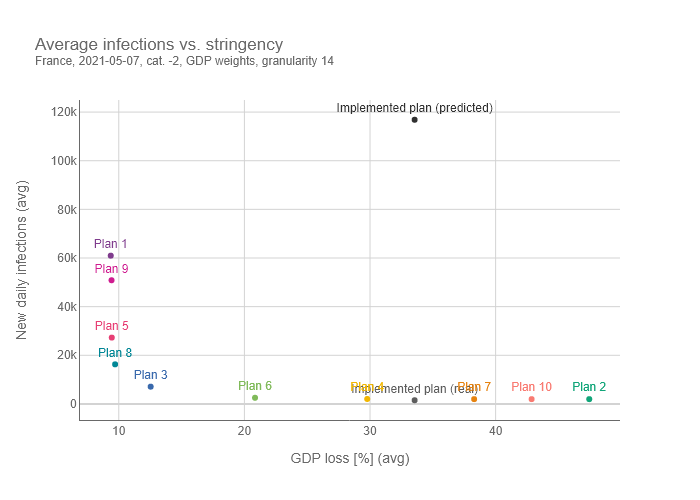 Average infections vs. stringency
France, 2021-05-07, cat. -2, GDP weights, granularity 14
120k
Implemented plan (predicted)
100k
80k
60k
Plan 1
Plan 9
40k
Plan 5
20k
Plan 8
Plan 3
Plan 6
Plan 4
Implemented plan (real)
Plan 7
Plan 10
Plan 2
0
10
20
30
40
New daily infections (avg)
GDP loss [%] (avg)